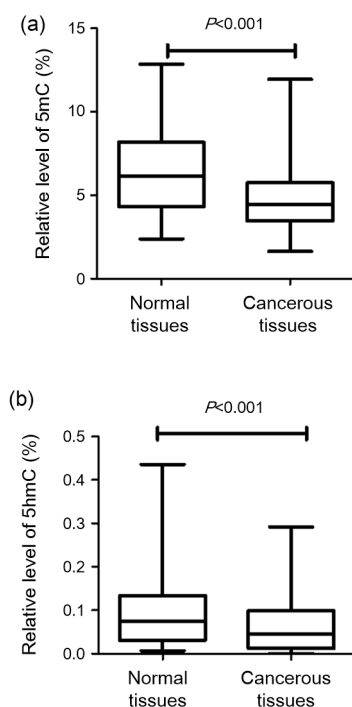 (a)
P<0.001
Relative level of 5mC (%)
15
10
5
0
Normal
tissues
Cancerous
tissues
(b)
P<0.001
Relative level of 5hmC (%)
0.5
0.4
0.3
0.2
0.1
0.0
Normal
tissues
Cancerous
tissues